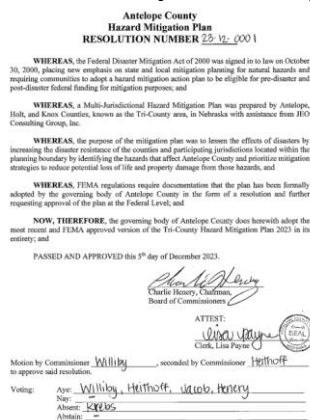 Antelope County
Hazard Mitigation Plan
RESOLUTION NUMBER 23-12-0001
WHEREAS, the Federal Disaster Mitigation Act of 2000 was signed in to law on October
30, 2000, placing new emphasis on state and local mitigation planning for natural hazards and
requiring communities to adopt a hazard mitigation action plan to be eligible for pre-disaster and
post-disaster federal funding for mitigation purposes; and
WHEREAS, a Multi-Jurisdictional Hazard Mitigation Plan was prepared by Antelope,
Holt, and Knox Counties, known as the Tri-County area, in Nebraska with assistance from JEO
Consulting Group, Inc.
WHEREAS, the purpose of the mitigation plan was to lessen the effects of disasters by
increasing the disaster resistance of the counties and participating jurisdictions located within the
planning boundary by identifying the hazards that affect Antelope County and prioritize mitigation
strategies to reduce potential loss of life and property damage from those hazards, and
WHEREAS, FEMA regulations require documentation that the plan has been formally
adopted by the governing body of Antelope County in the form of a resolution and further
requesting approval of the plan at the Federal Level; and
NOW, THEREFORE, the governing body of Antelope County does herewith adopt the
most recent and FEMA approved version of the Tri-County Hazard Mitigation Plan 2023 in its
entirety; and
PASSED AND APPROVED this 5th day of December 2023.
Charlie Henery, Chairman,
Board of Commissioners
ATTEST:
Lisa Payne
Clerk, Lisa Payne
SEAL
Motion by Commissioner Williby, seconded by Commissioner Heithoff
to approve said resolution.
Voting: Aye: Williby, Heithoff, Jacob, Henery
Nay: –
Absent: Krebs
Abstain: –